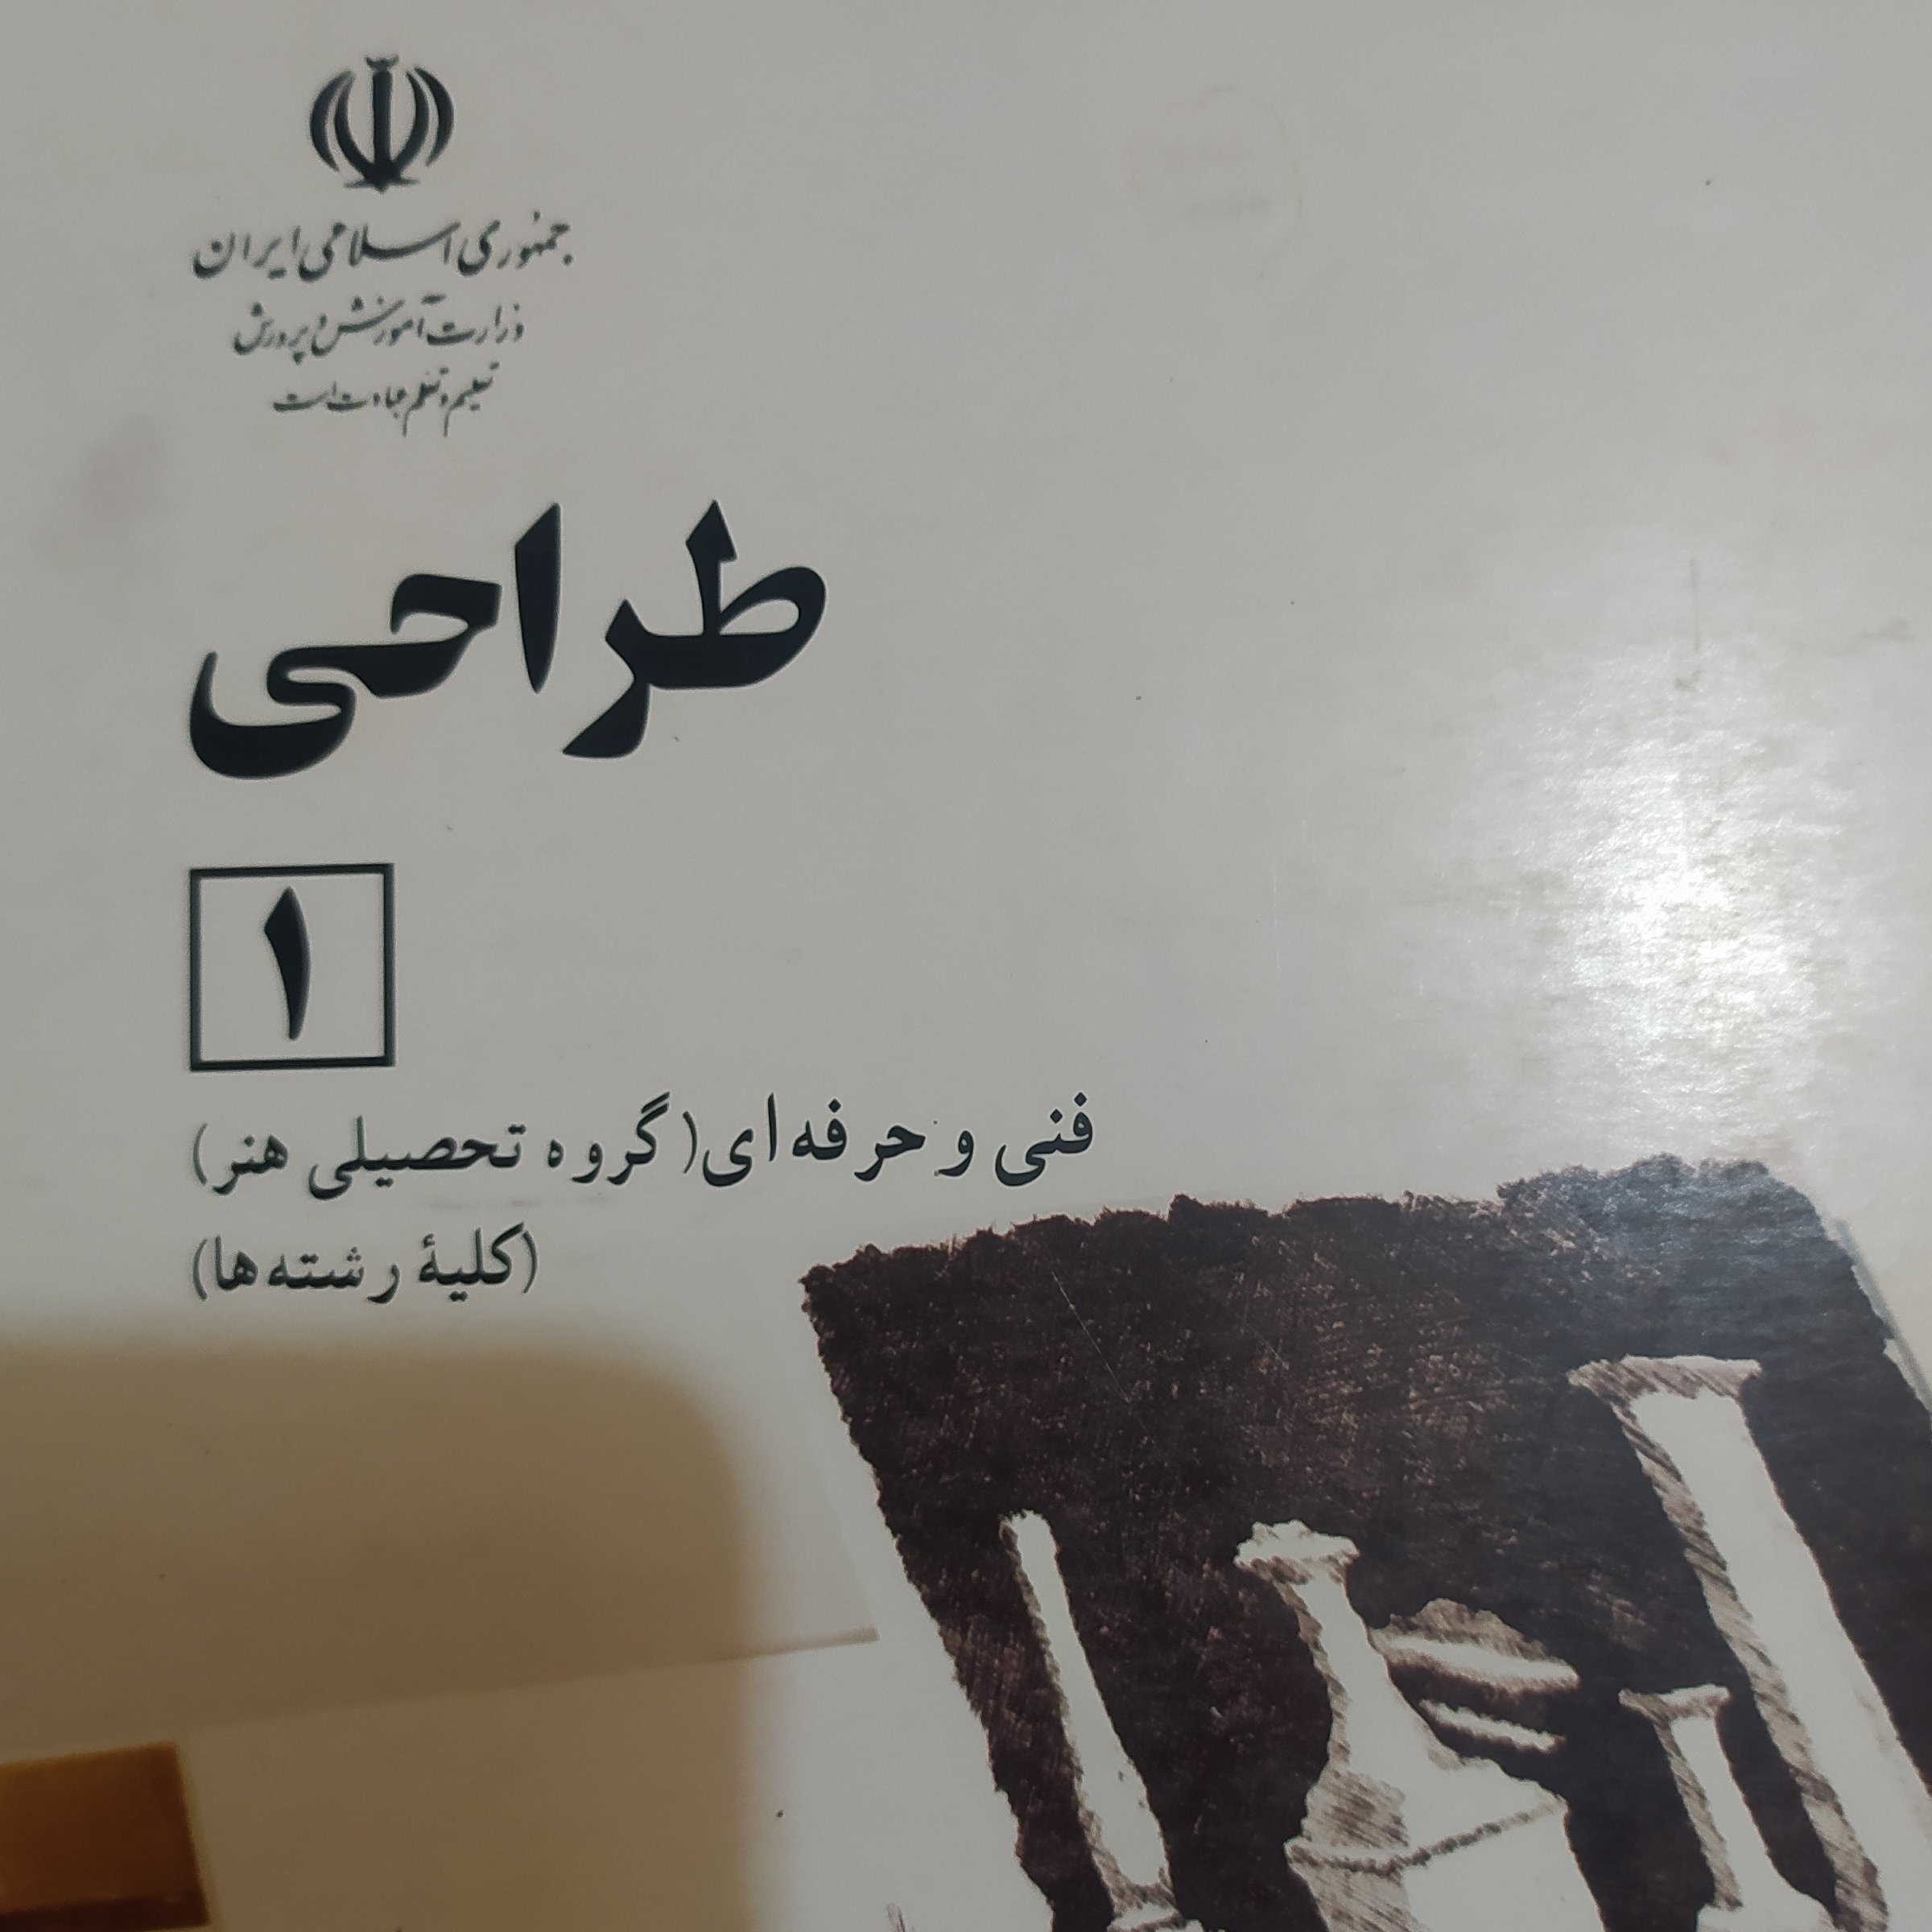 جمهوری اسلامی ایران
وزارت آموزش و پرورش
تعلیم و تعلم عبادت است
طراحی
۱
فنی و حرفه‌ای (گروه تحصیلی هنر)
(کلیهٔ رشته‌ها)